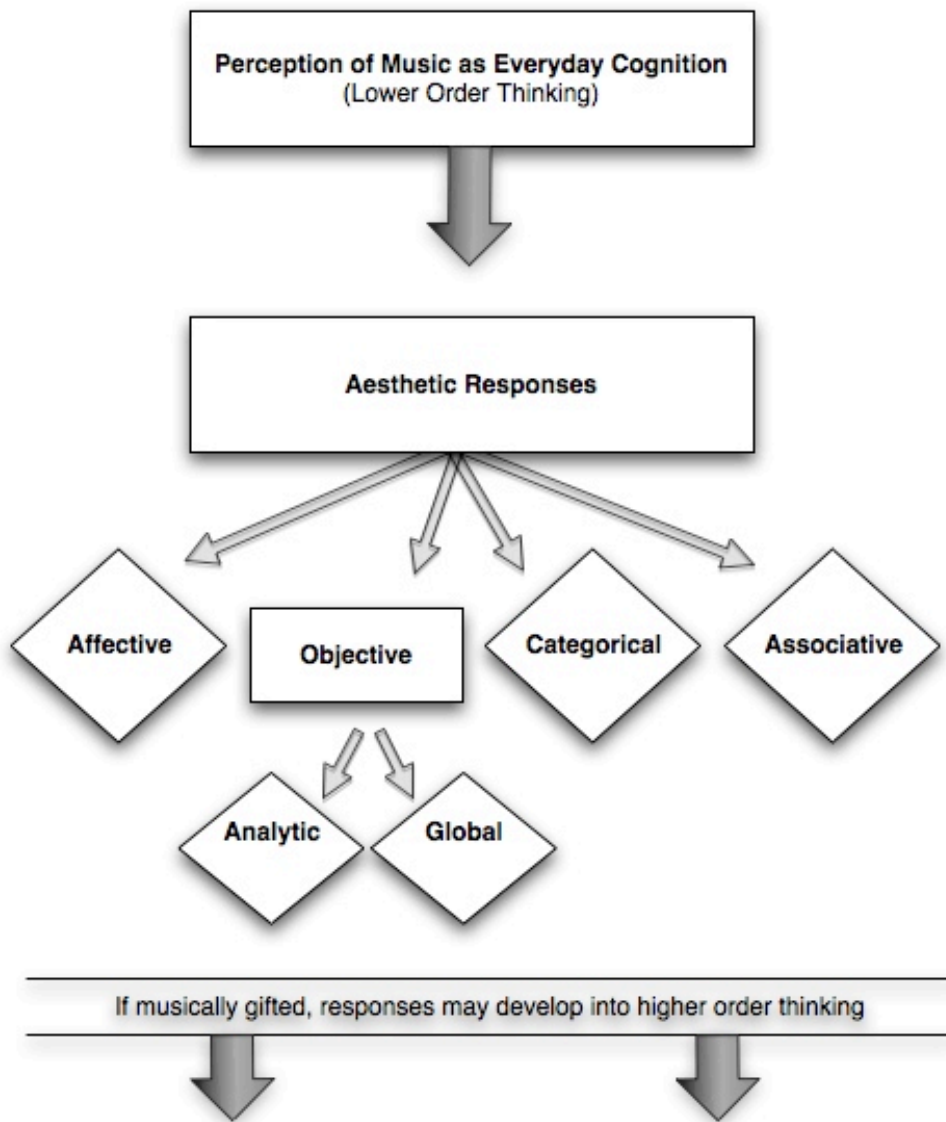 Perception of Music as Everyday Cognition
(Lower Order Thinking)
Aesthetic Responses
Affective
Objective
Categorical
Associative
Analytic
Global
If musically gifted, responses may develop into higher order thinking